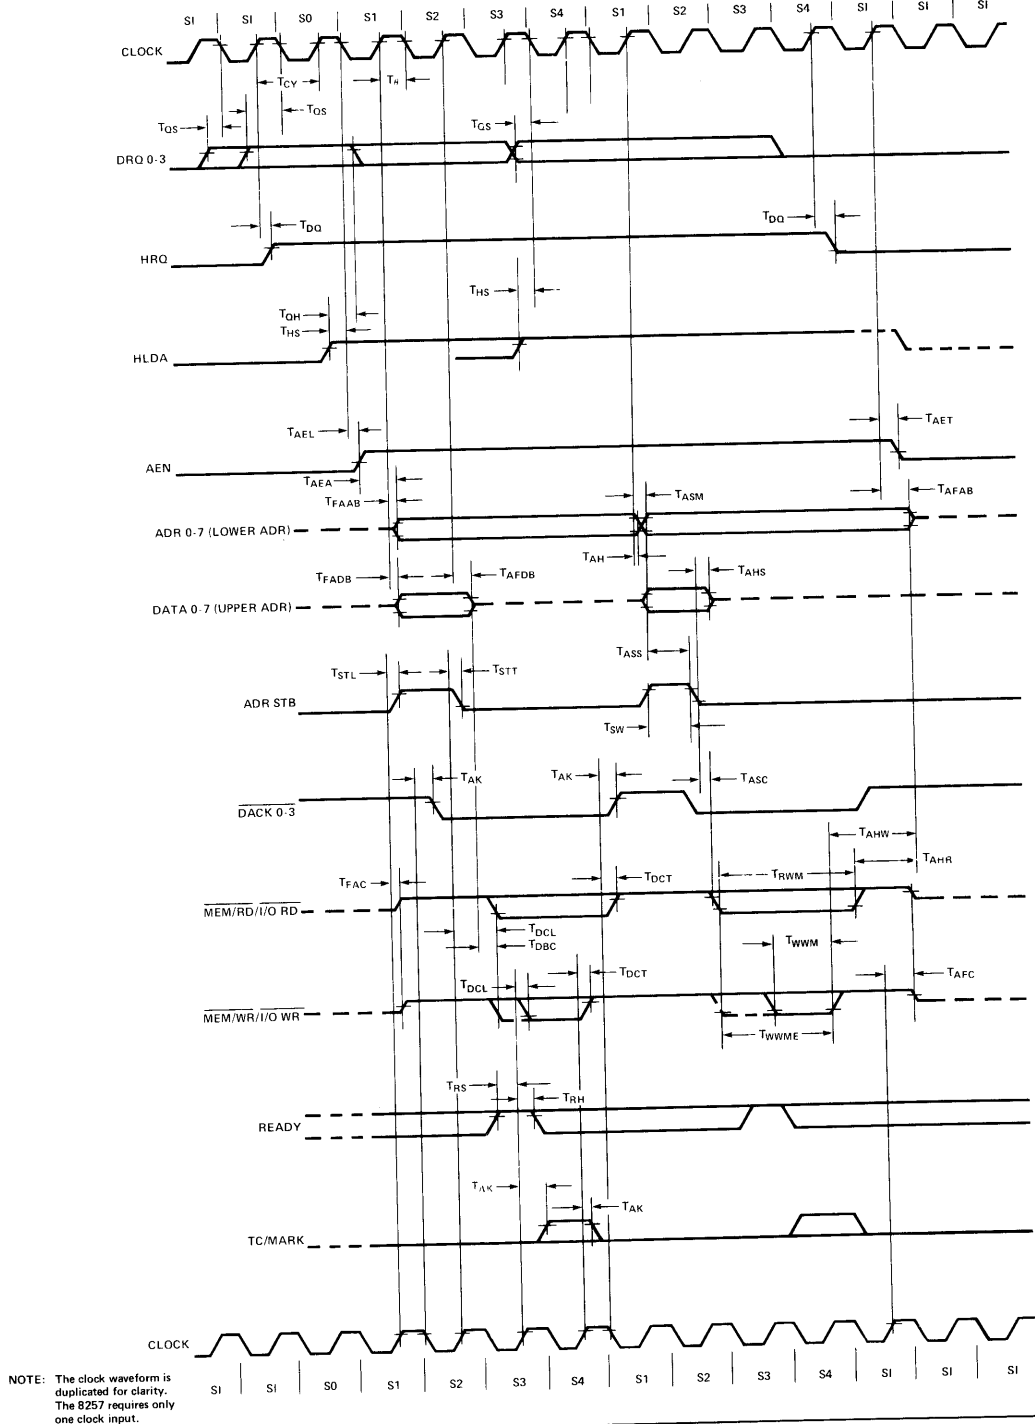 SI SI S0 S1 S2 S3 S4 S1 S2 S3 S4 SI SI SI
CLOCK
TCY Tθ
TQS TQS TQS
DRQ 0-3
TDQ TDQ
HRQ
THS
TQH
THS
HLDA
TAEL TAET
AEN
TAEA
TFAAB TASM TAFAB
ADR 0-7 (LOWER ADR)
TAH
TFADB TAFDB TAHS
DATA 0-7 (UPPER ADR)
TASS
TSTL TSTT
ADR STB
TSW
TAK TAK TASC
DACK 0-3
TAHW
TAHR
TFAC TDCT TRWM
MEM/RD/I/O RD
TDCL
TDBC TWWM
TDCL TDCT TAFC
MEM/WR/I/O WR
TWWME
TRS
TRH
READY
TAK
TAK
TC/MARK
CLOCK
SI SI S0 S1 S2 S3 S4 S1 S2 S3 S4 SI SI SI
NOTE: The clock waveform is
duplicated for clarity.
The 8257 requires only
one clock input.